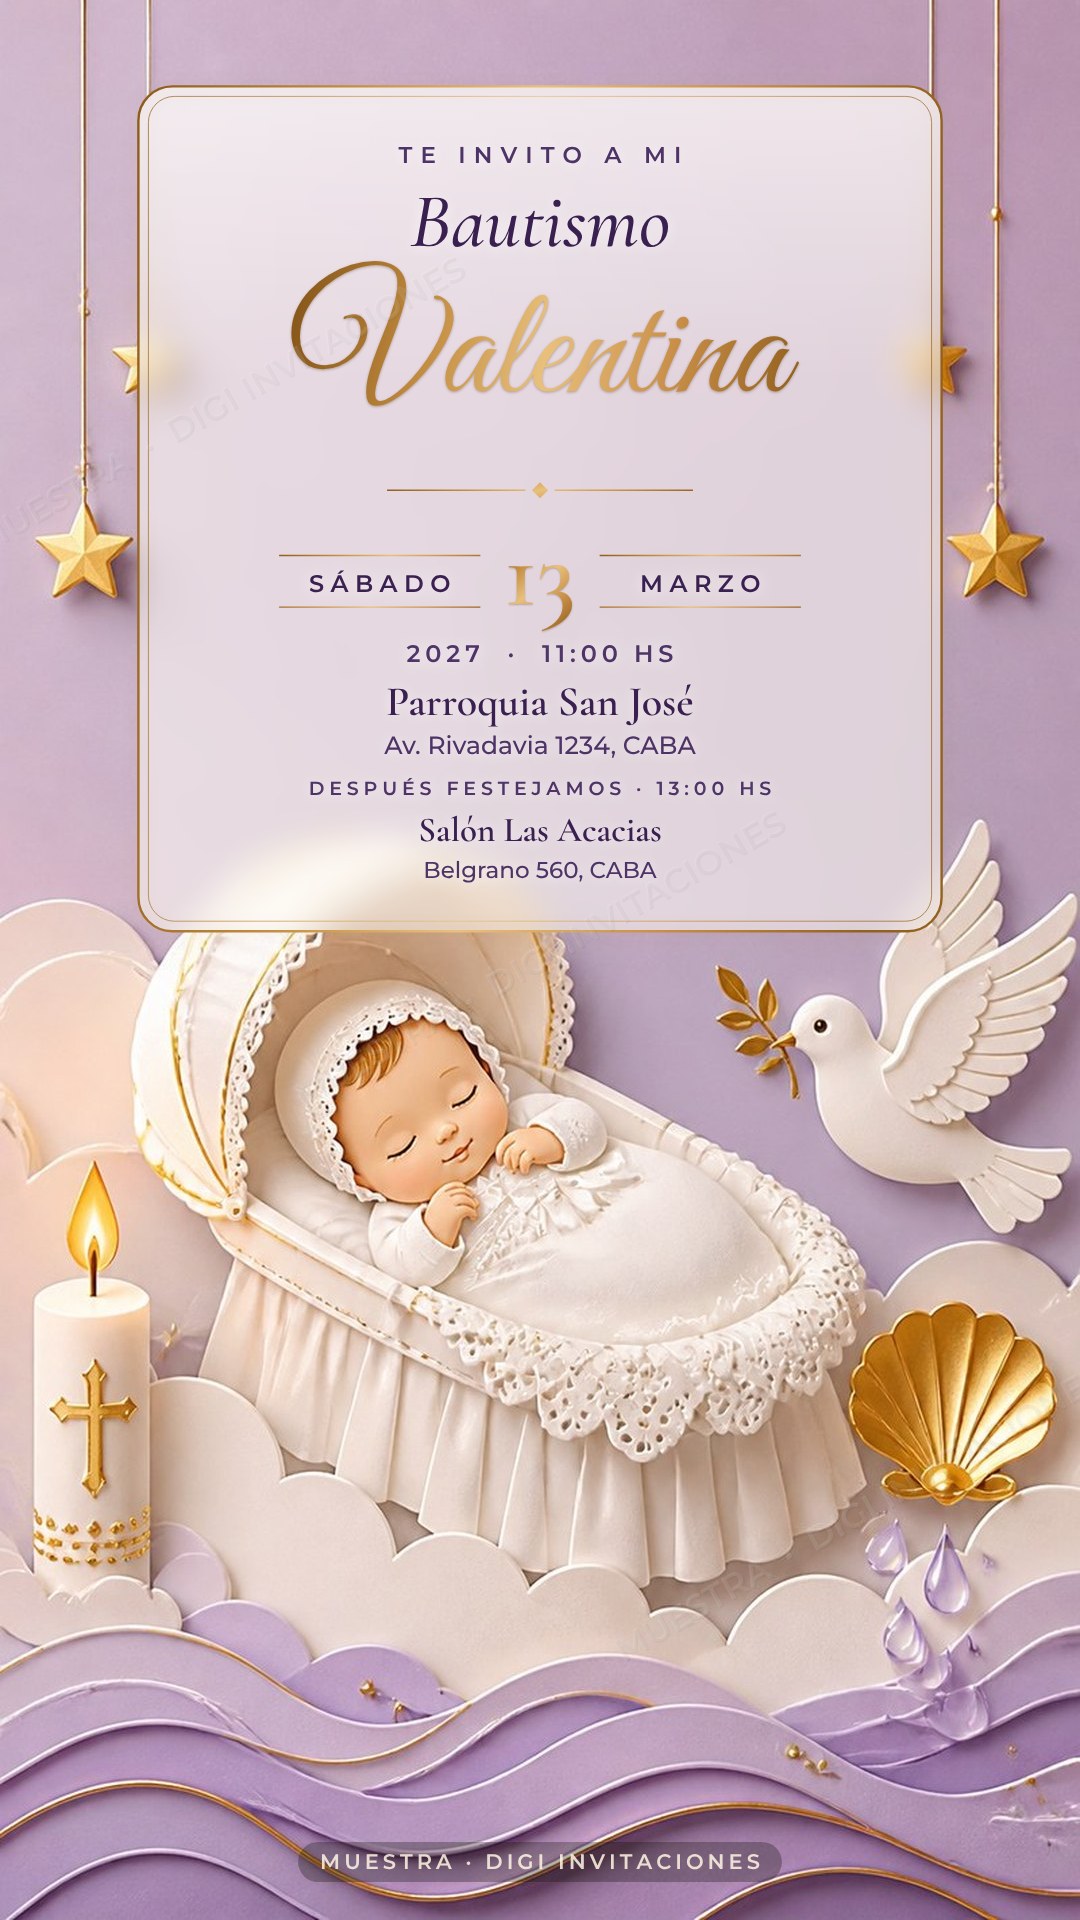 TE INVITO A MI
Bautismo
Valentina
SÁBADO 13 MARZO
2027 · 11:00 HS
Parroquia San José
Av. Rivadavia 1234, CABA
DESPUÉS FESTEJAMOS · 13:00 HS
Salón Las Acacias
Belgrano 560, CABA
MUESTRA · DIGI INVITACIONES